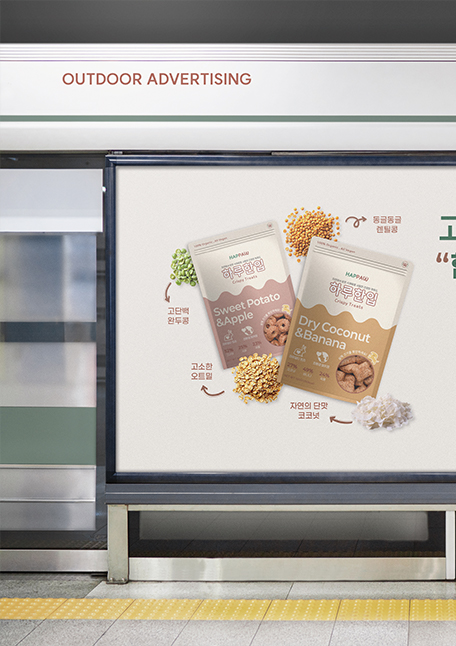 OUTDOOR ADVERTISING
고
“한
동글동글
렌틸콩
HAPPAW
하루한입
Crispy Treats
Sweet Potato
&Apple
HAPPAW
하루한입
Crispy Treats
Dry Coconut
&Banana
고단백
완두콩
고소한
오트밀
자연의 단맛
코코넛